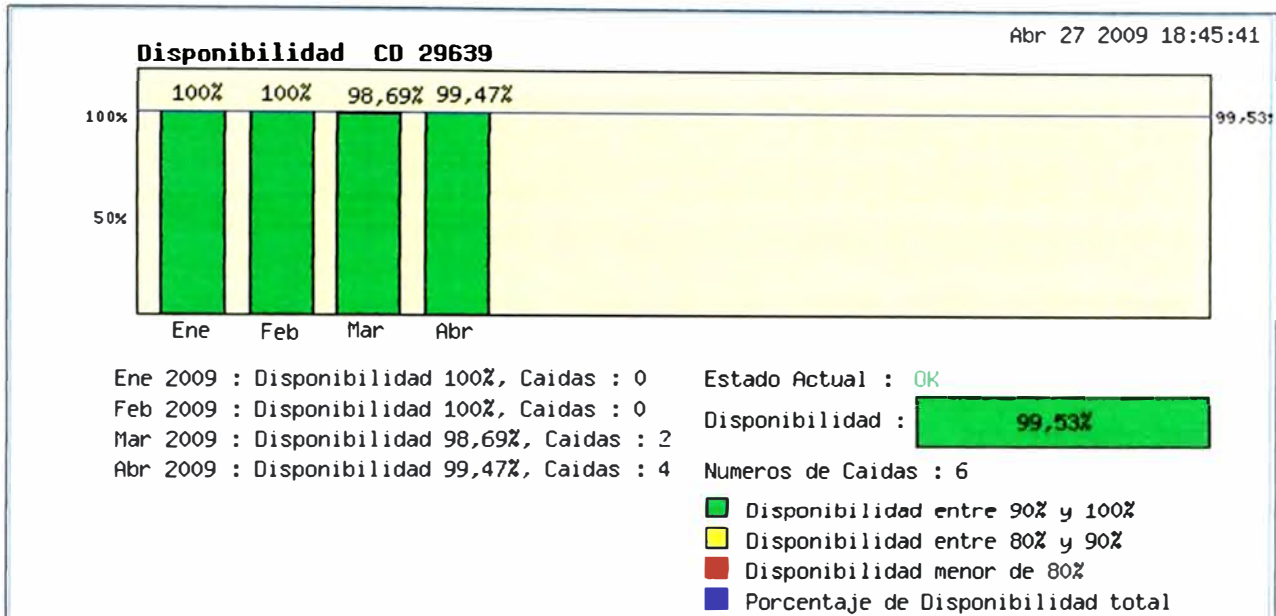 Abr 27 2009 18:45:41
Disponibilidad CD 29639
100% 100% 98,69% 99,47%
100% 99,53%
50%
Ene Feb Mar Abr
Ene 2009 : Disponibilidad 100%, Caidas : 0
Feb 2009 : Disponibilidad 100%, Caidas : 0
Mar 2009 : Disponibilidad 98,69%, Caidas : 2
Abr 2009 : Disponibilidad 99,47%, Caidas : 4
Estado Actual : OK
Disponibilidad : 99,53%
Numeros de Caidas : 6
Disponibilidad entre 90% y 100%
Disponibilidad entre 80% y 90%
Disponibilidad menor de 80%
Porcentaje de Disponibilidad total